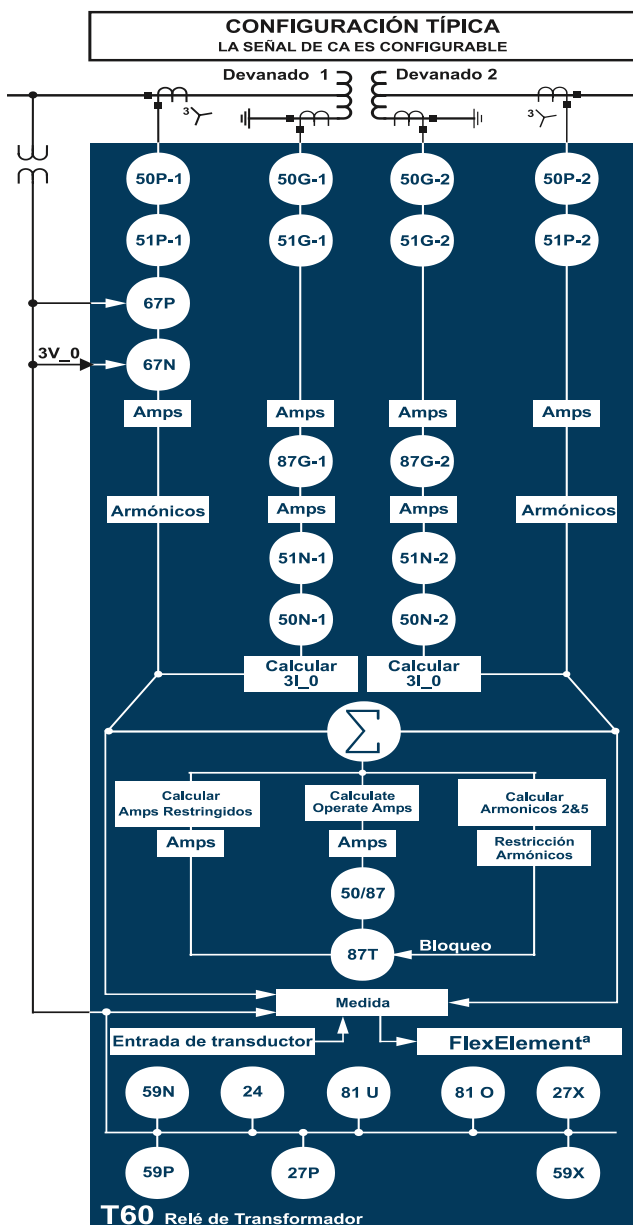 CONFIGURACIÓN TÍPICA
LA SEÑAL DE CA ES CONFIGURABLE
Devanado 1
Devanado 2
3
3
50P-1
50G-1
50G-2
50P-2
51P-1
51G-1
51G-2
51P-2
67P
3V_0
67N
Amps
Amps
Amps
Amps
87G-1
87G-2
Armónicos
Amps
Amps
Armónicos
51N-1
51N-2
50N-1
50N-2
Calcular
3I_0
Calcular
3I_0
Σ
Calcular
Amps Restringidos
Calculate
Operate Amps
Calcular
Armonicos 2&5
Amps
Amps
Restricción
Armónicos
50/87
87T
Bloqueo
Medida
Entrada de transductor
FlexElementª
59N
24
81 U
81 O
27X
59P
27P
59X
T60 Relé de Transformador